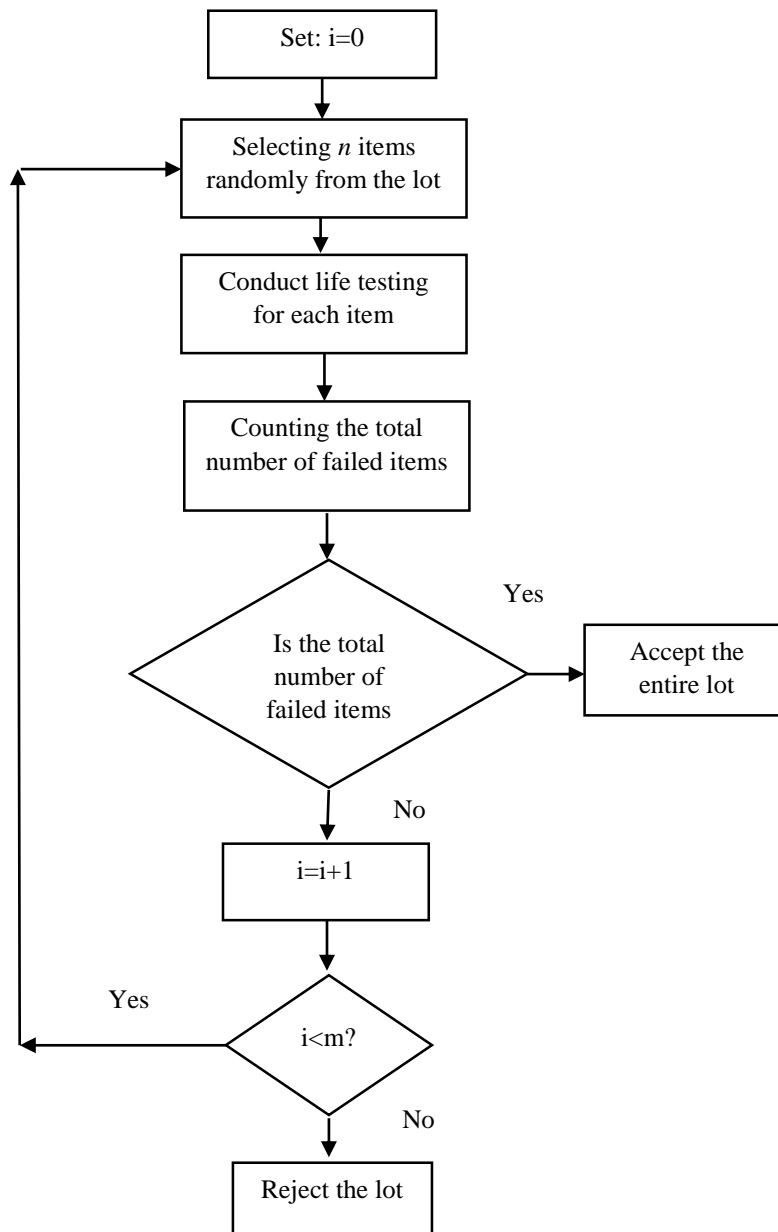 Set: i=0
Selecting n items
randomly from the lot
Conduct life testing
for each item
Counting the total
number of failed items
Yes
Is the total
number of
failed items
Accept the
entire lot
No
i=i+1
Yes
i<m?
No
Reject the lot